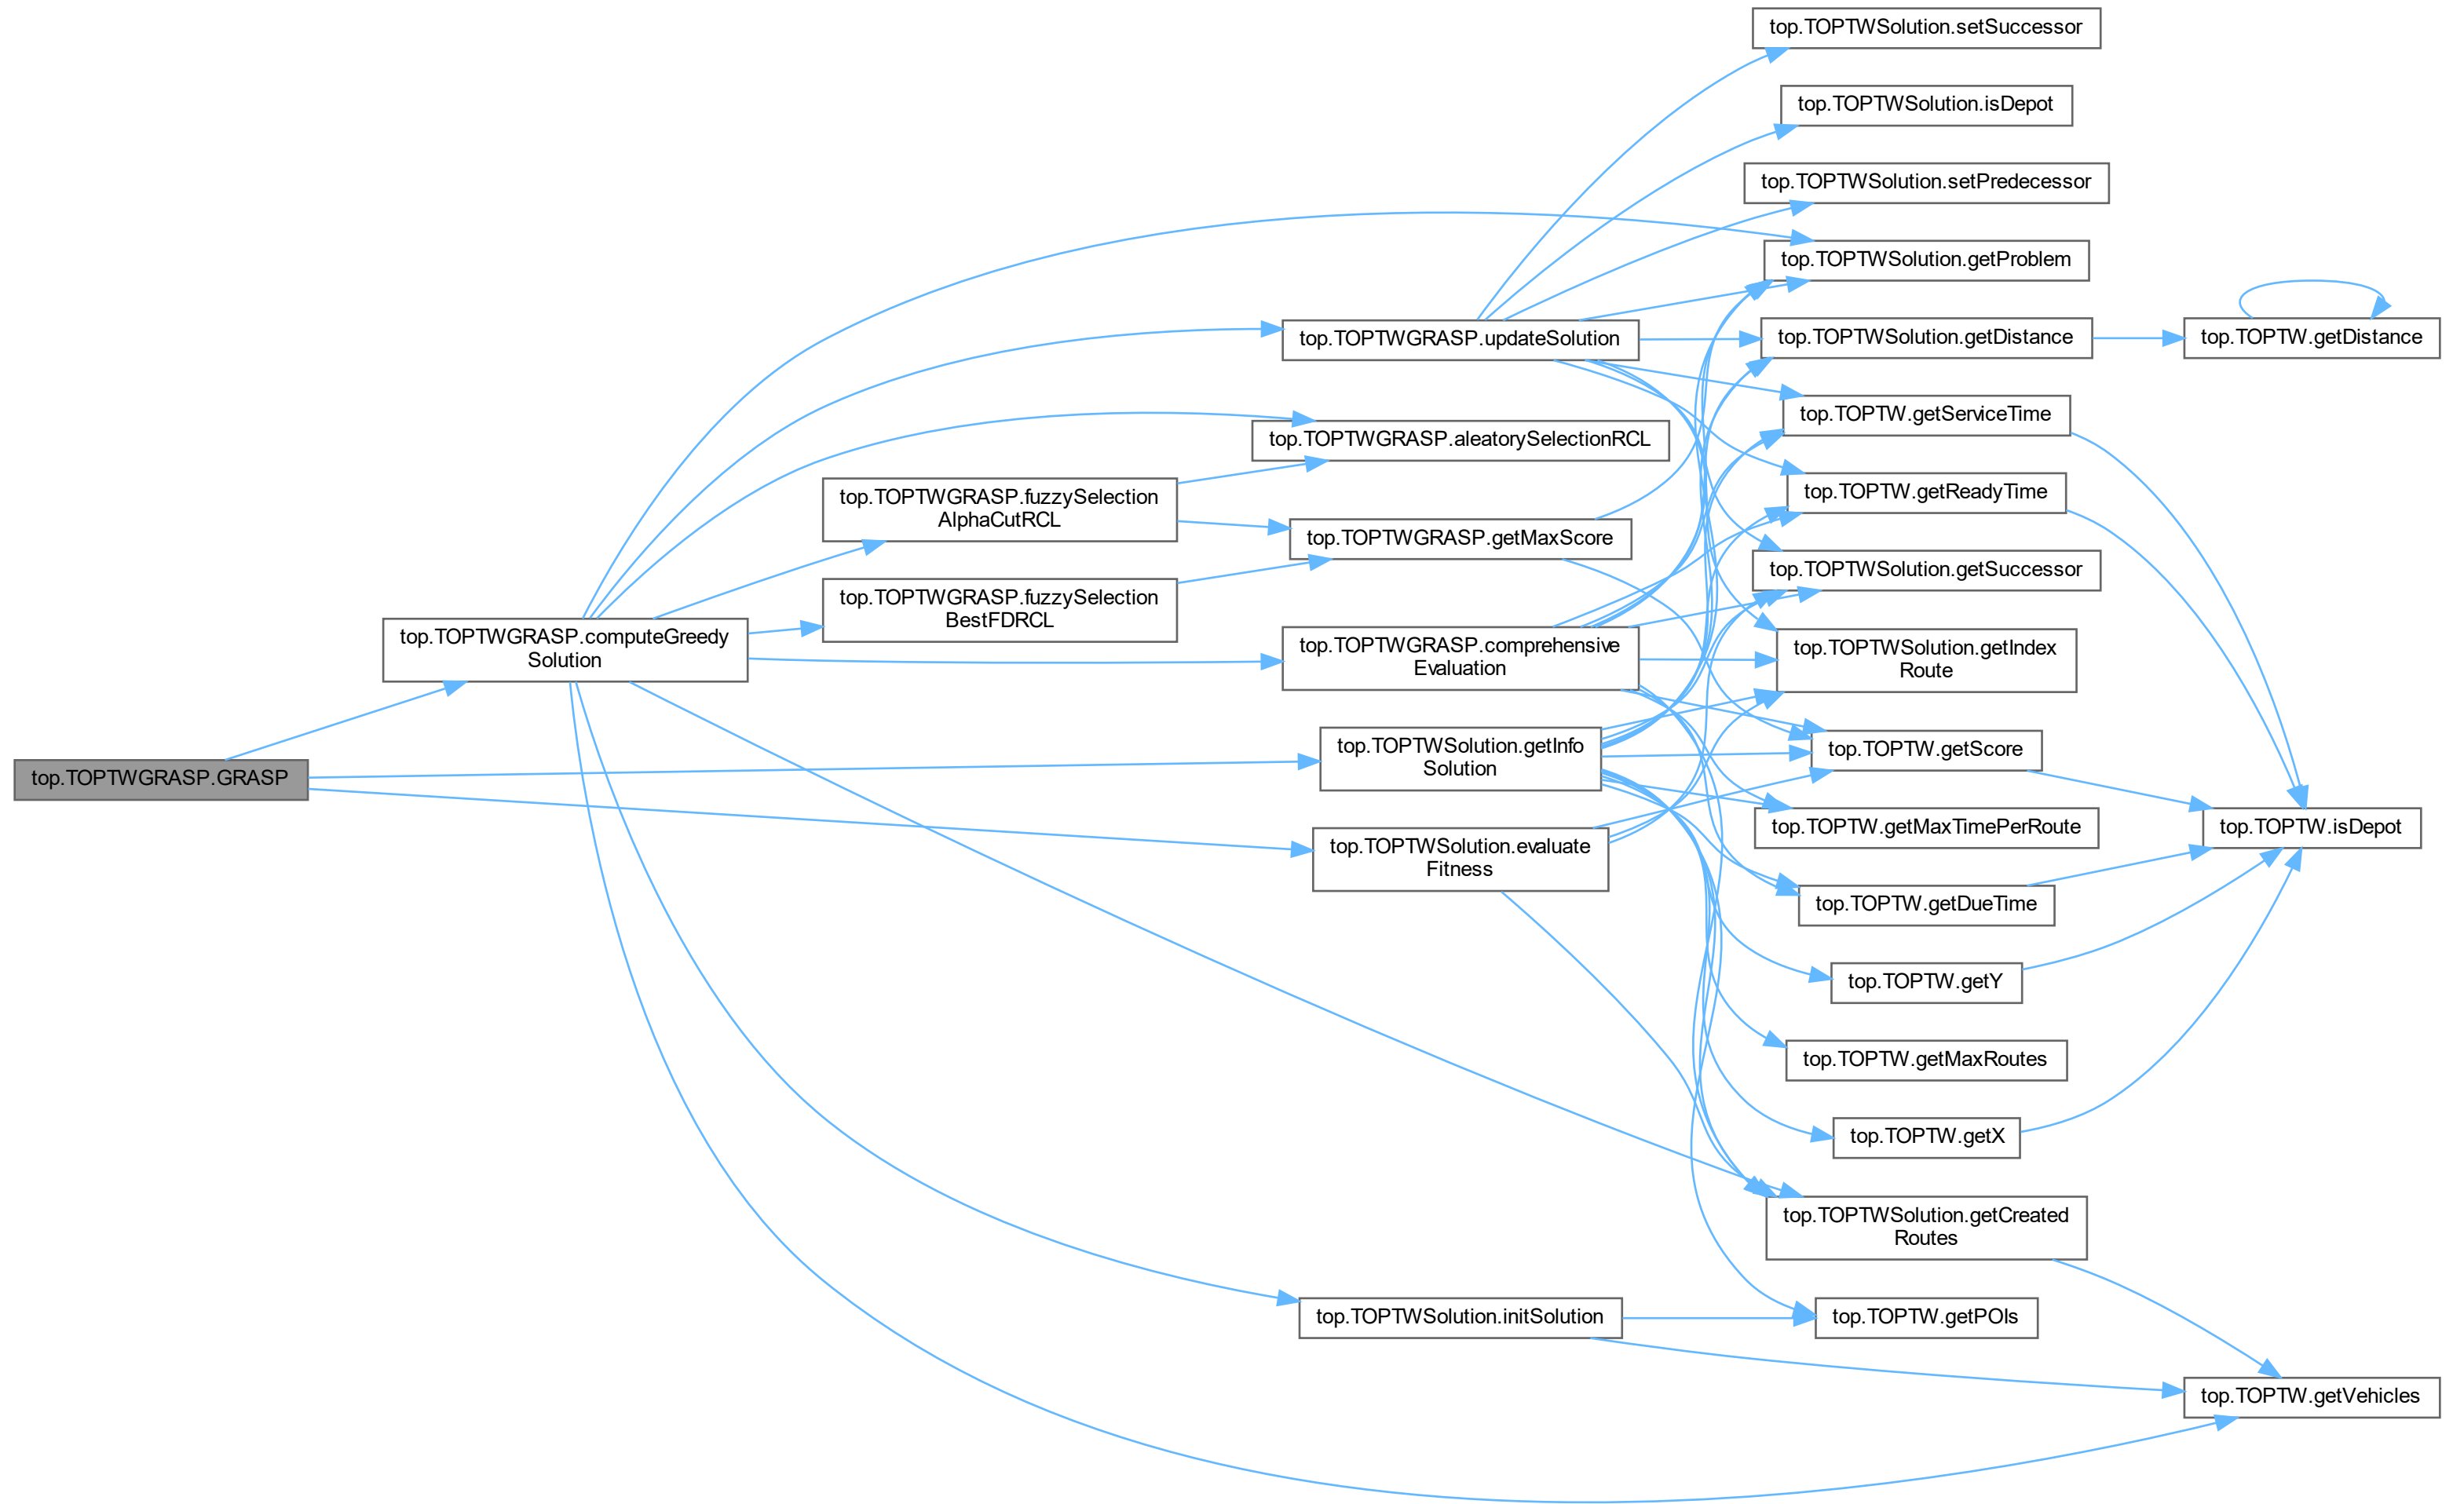 top.TOPTWGRASP.GRASP
top.TOPTWGRASP.computeGreedy
Solution
top.TOPTWGRASP.fuzzySelection
AlphaCutRCL
top.TOPTWGRASP.fuzzySelection
BestFDRCL
top.TOPTWGRASP.updateSolution
top.TOPTWGRASP.aleatorySelectionRCL
top.TOPTWGRASP.getMaxScore
top.TOPTWGRASP.comprehensive
Evaluation
top.TOPTWSolution.getInfo
Solution
top.TOPTWSolution.evaluate
Fitness
top.TOPTWSolution.initSolution
top.TOPTWSolution.setSuccessor
top.TOPTWSolution.isDepot
top.TOPTWSolution.setPredecessor
top.TOPTWSolution.getProblem
top.TOPTWSolution.getDistance
top.TOPTW.getServiceTime
top.TOPTW.getReadyTime
top.TOPTWSolution.getSuccessor
top.TOPTWSolution.getIndex
Route
top.TOPTW.getScore
top.TOPTW.getMaxTimePerRoute
top.TOPTW.getDueTime
top.TOPTW.getY
top.TOPTW.getMaxRoutes
top.TOPTW.getX
top.TOPTWSolution.getCreated
Routes
top.TOPTW.getPOIs
top.TOPTW.getDistance
top.TOPTW.isDepot
top.TOPTW.getVehicles